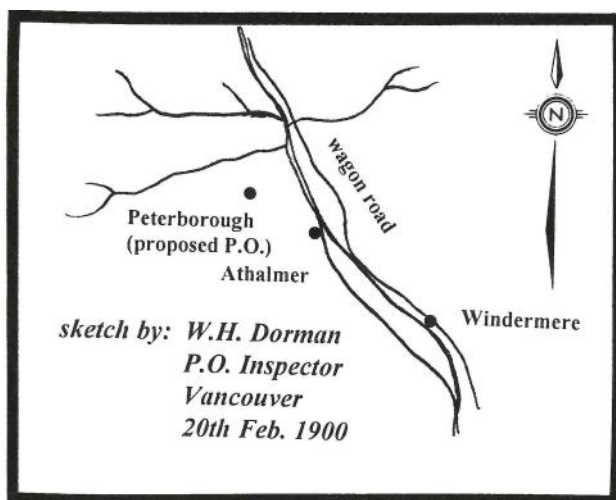 N
wagon road
Peterborough
(proposed P.O.)
Athalmer
Windermere
sketch by: W.H. Dorman
P.O. Inspector
Vancouver
20th Feb. 1900